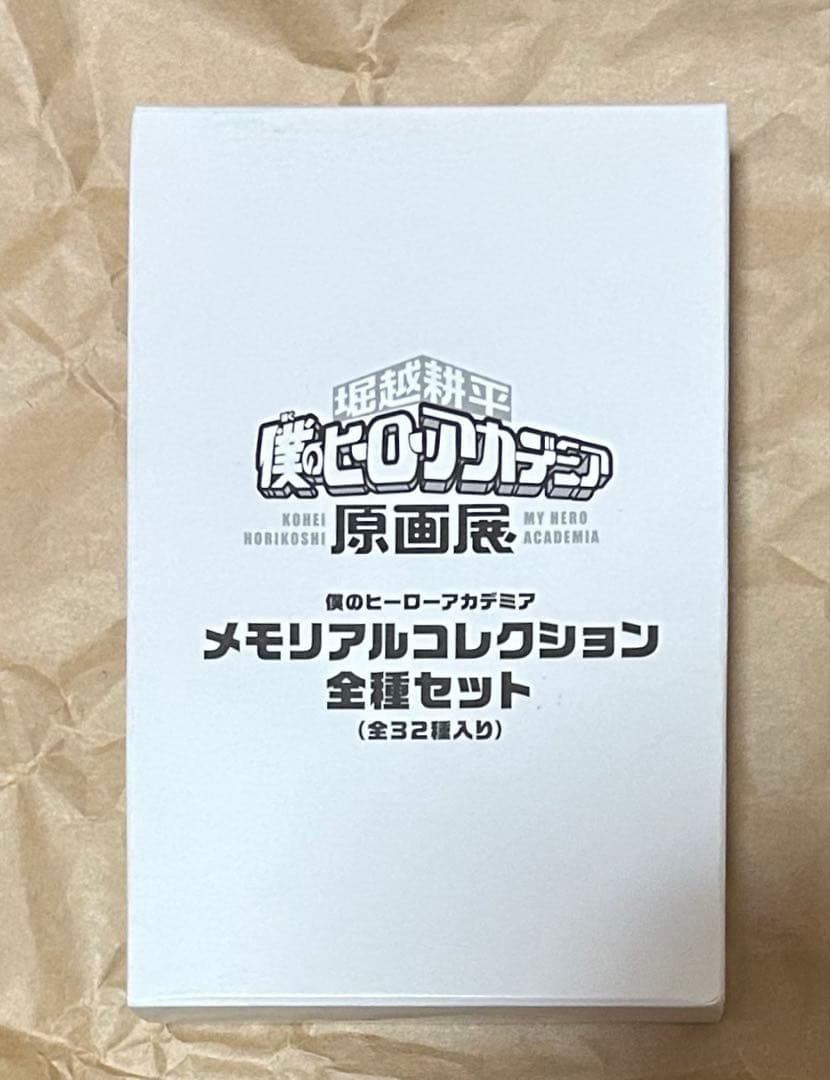 堀越耕平
僕のヒーローアカデミア
KOHEI HORIKOSHI 原画展 MY HERO ACADEMIA
僕のヒーローアカデミア
メモリアルコレクション
全種セット
(全32種入り)